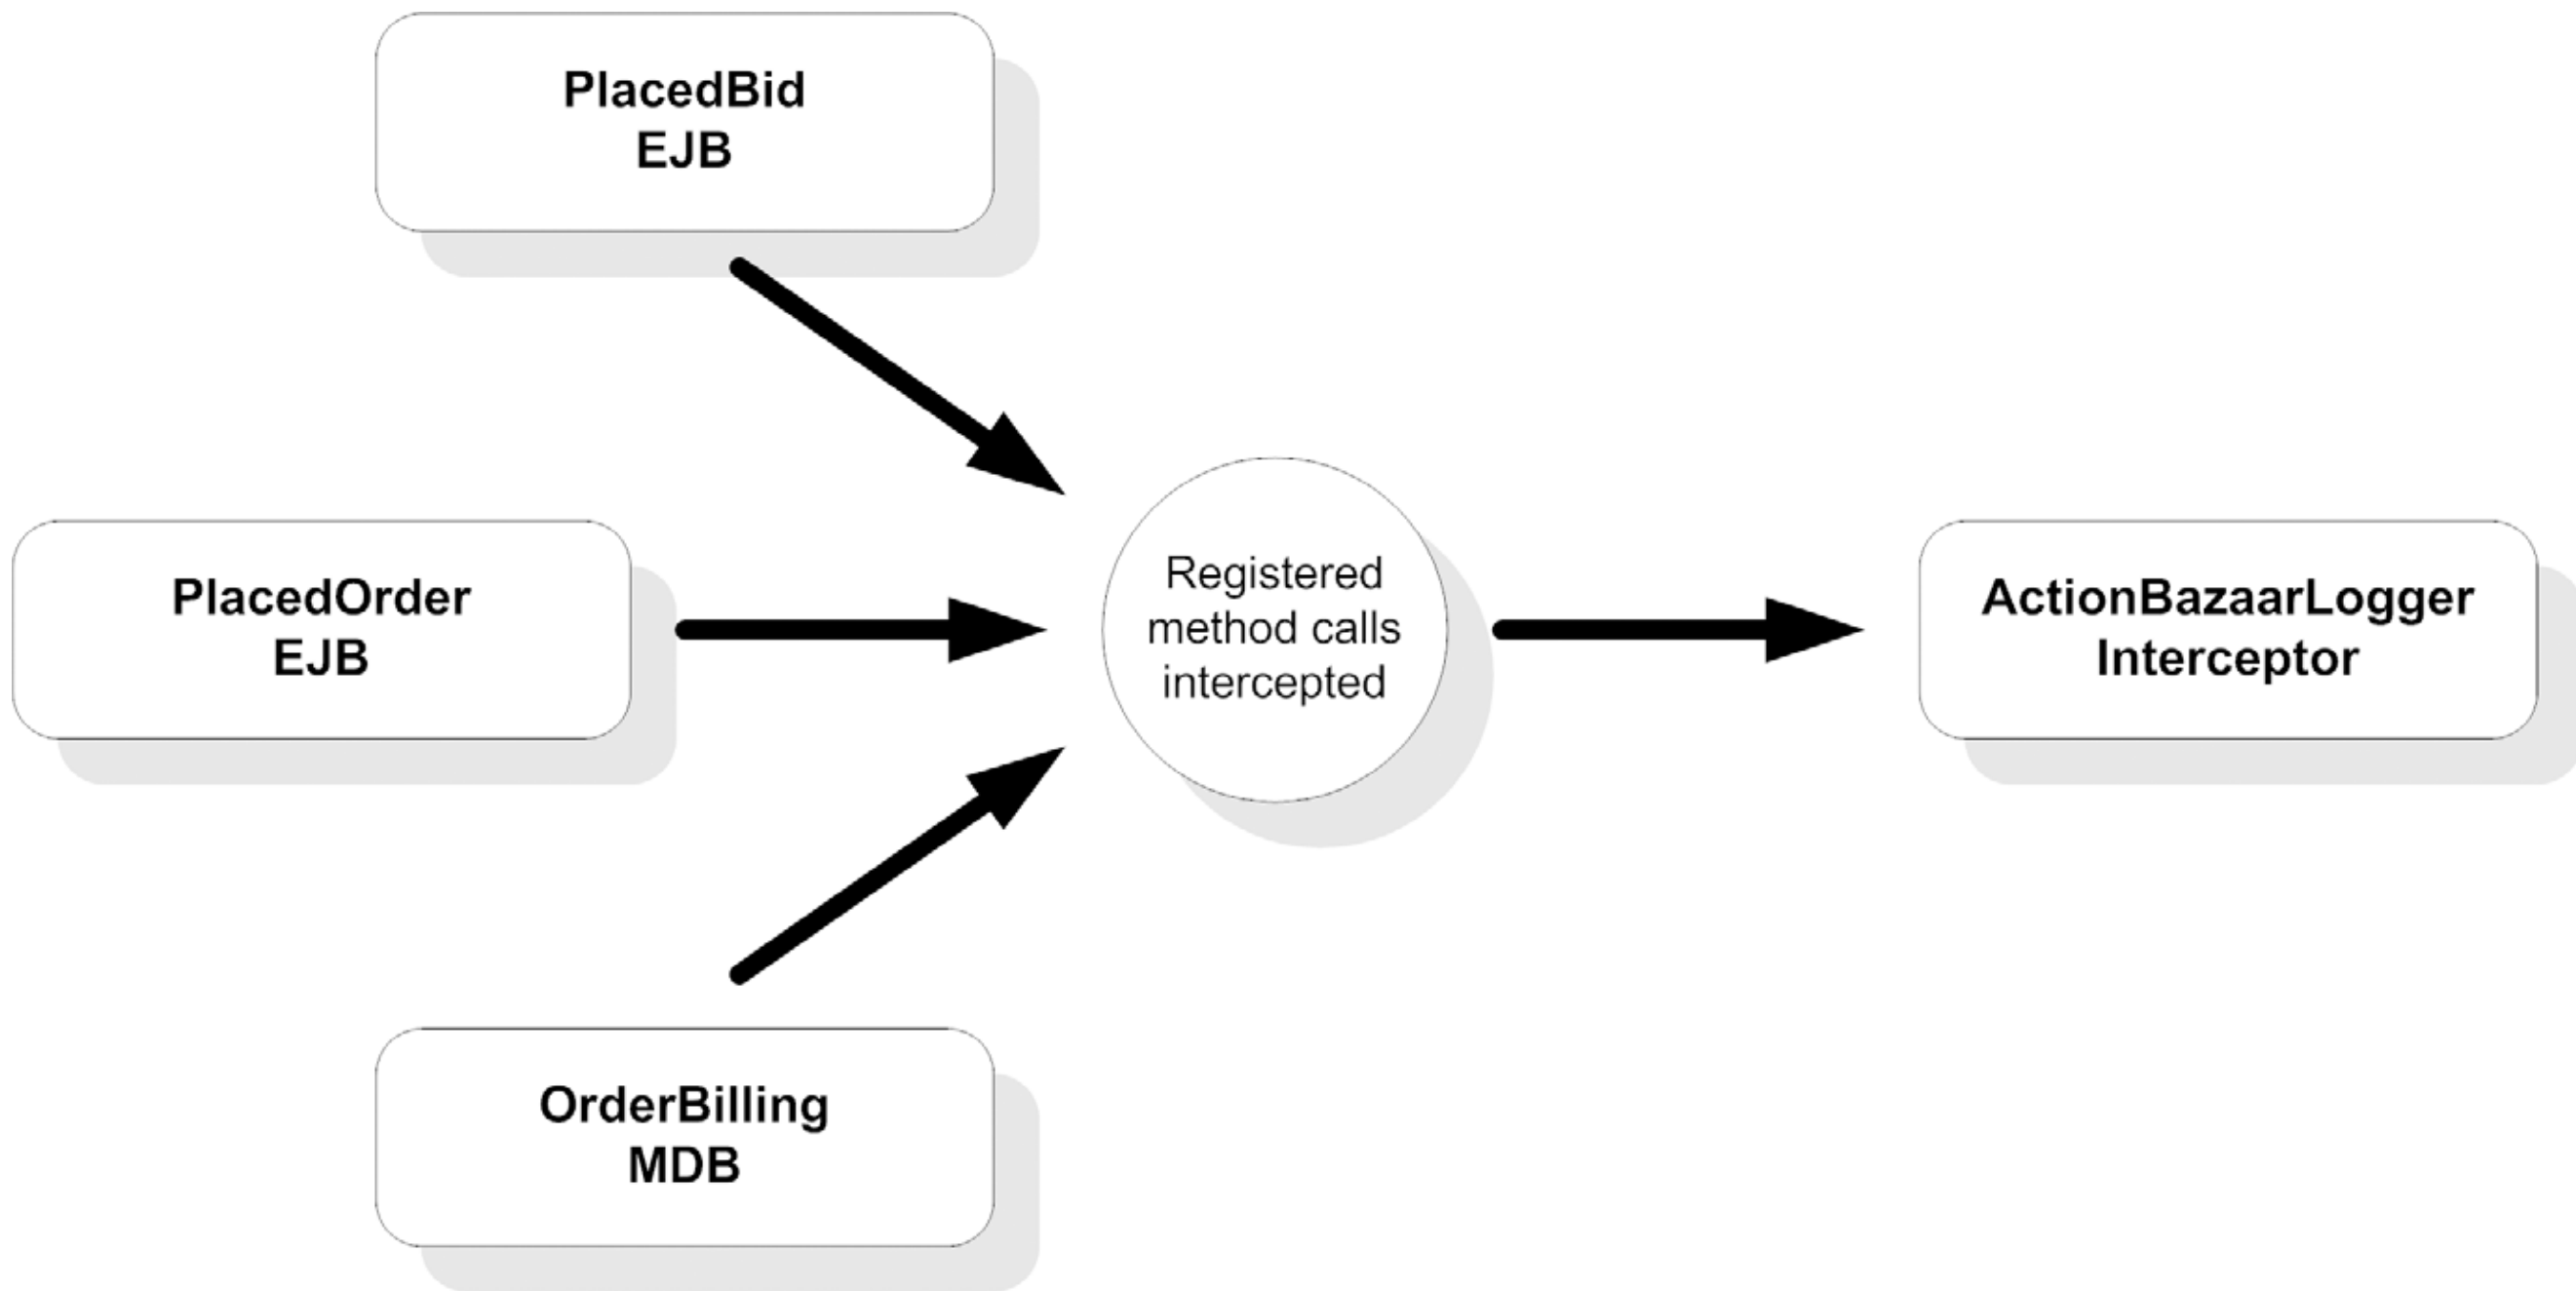 PlacedBid
EJB
PlacedOrder
EJB
Registered
method calls
intercepted
ActionBazaarLogger
Interceptor
OrderBilling
MDB